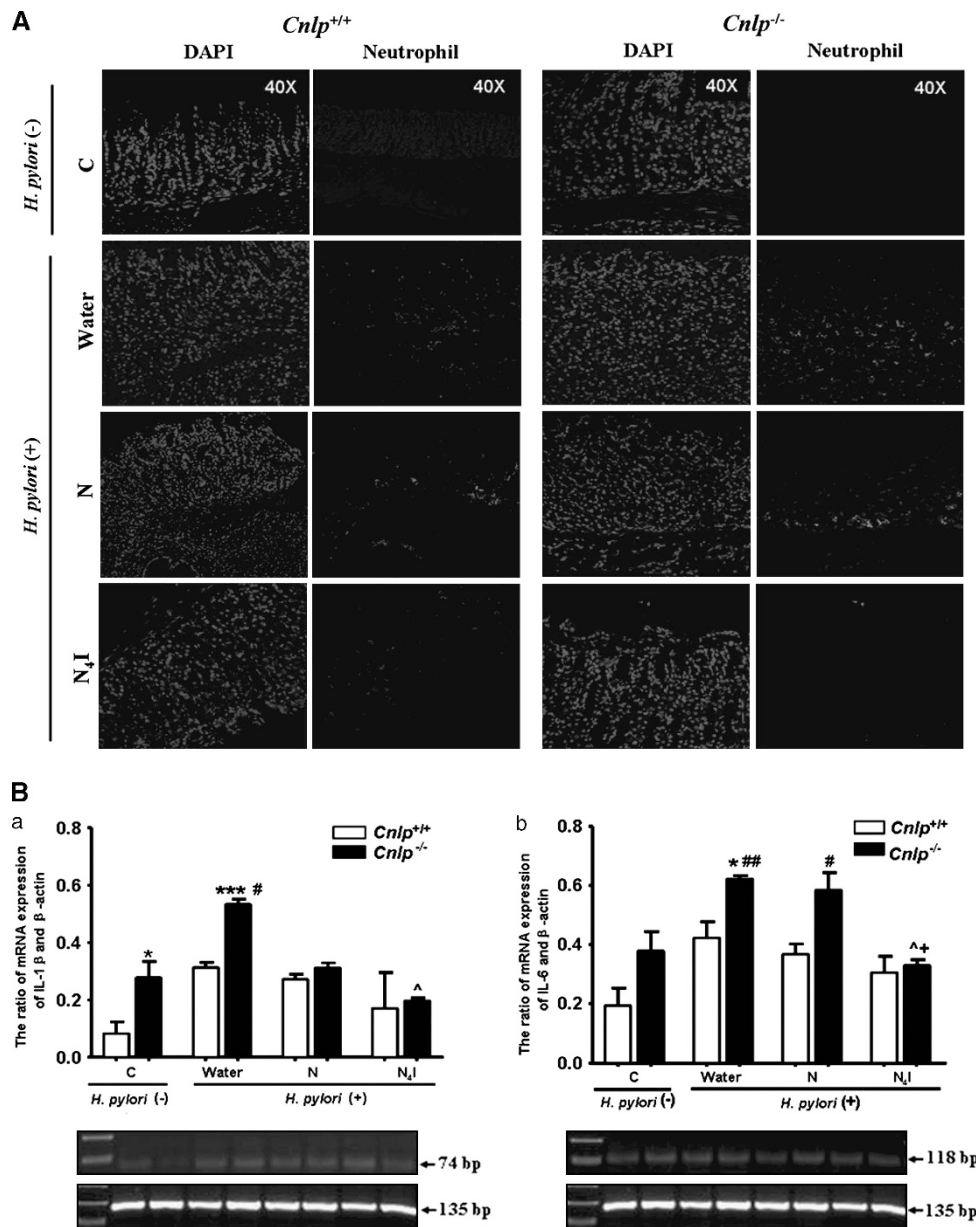 A
Cnlp+/+
Cnlp-/-
DAPI
Neutrophil
DAPI
Neutrophil
H. pylori (-)
C
40X
40X
40X
40X
H. pylori (+)
Water
N
N4I
B
a
The ratio of mRNA expression
of IL-1 β and β -actin
0.8
0.6
0.4
0.2
0.0
Cnlp+/+
Cnlp-/-
*
*** #
^
C
Water
N
N4I
H. pylori (-)
H. pylori (+)
←74 bp
←135 bp
b
The ratio of mRNA expression
of IL-6 and β -actin
0.8
0.6
0.4
0.2
0.0
Cnlp+/+
Cnlp-/-
* ##
#
^+
C
Water
N
N4I
H. pylori (-)
H. pylori (+)
←118 bp
←135 bp